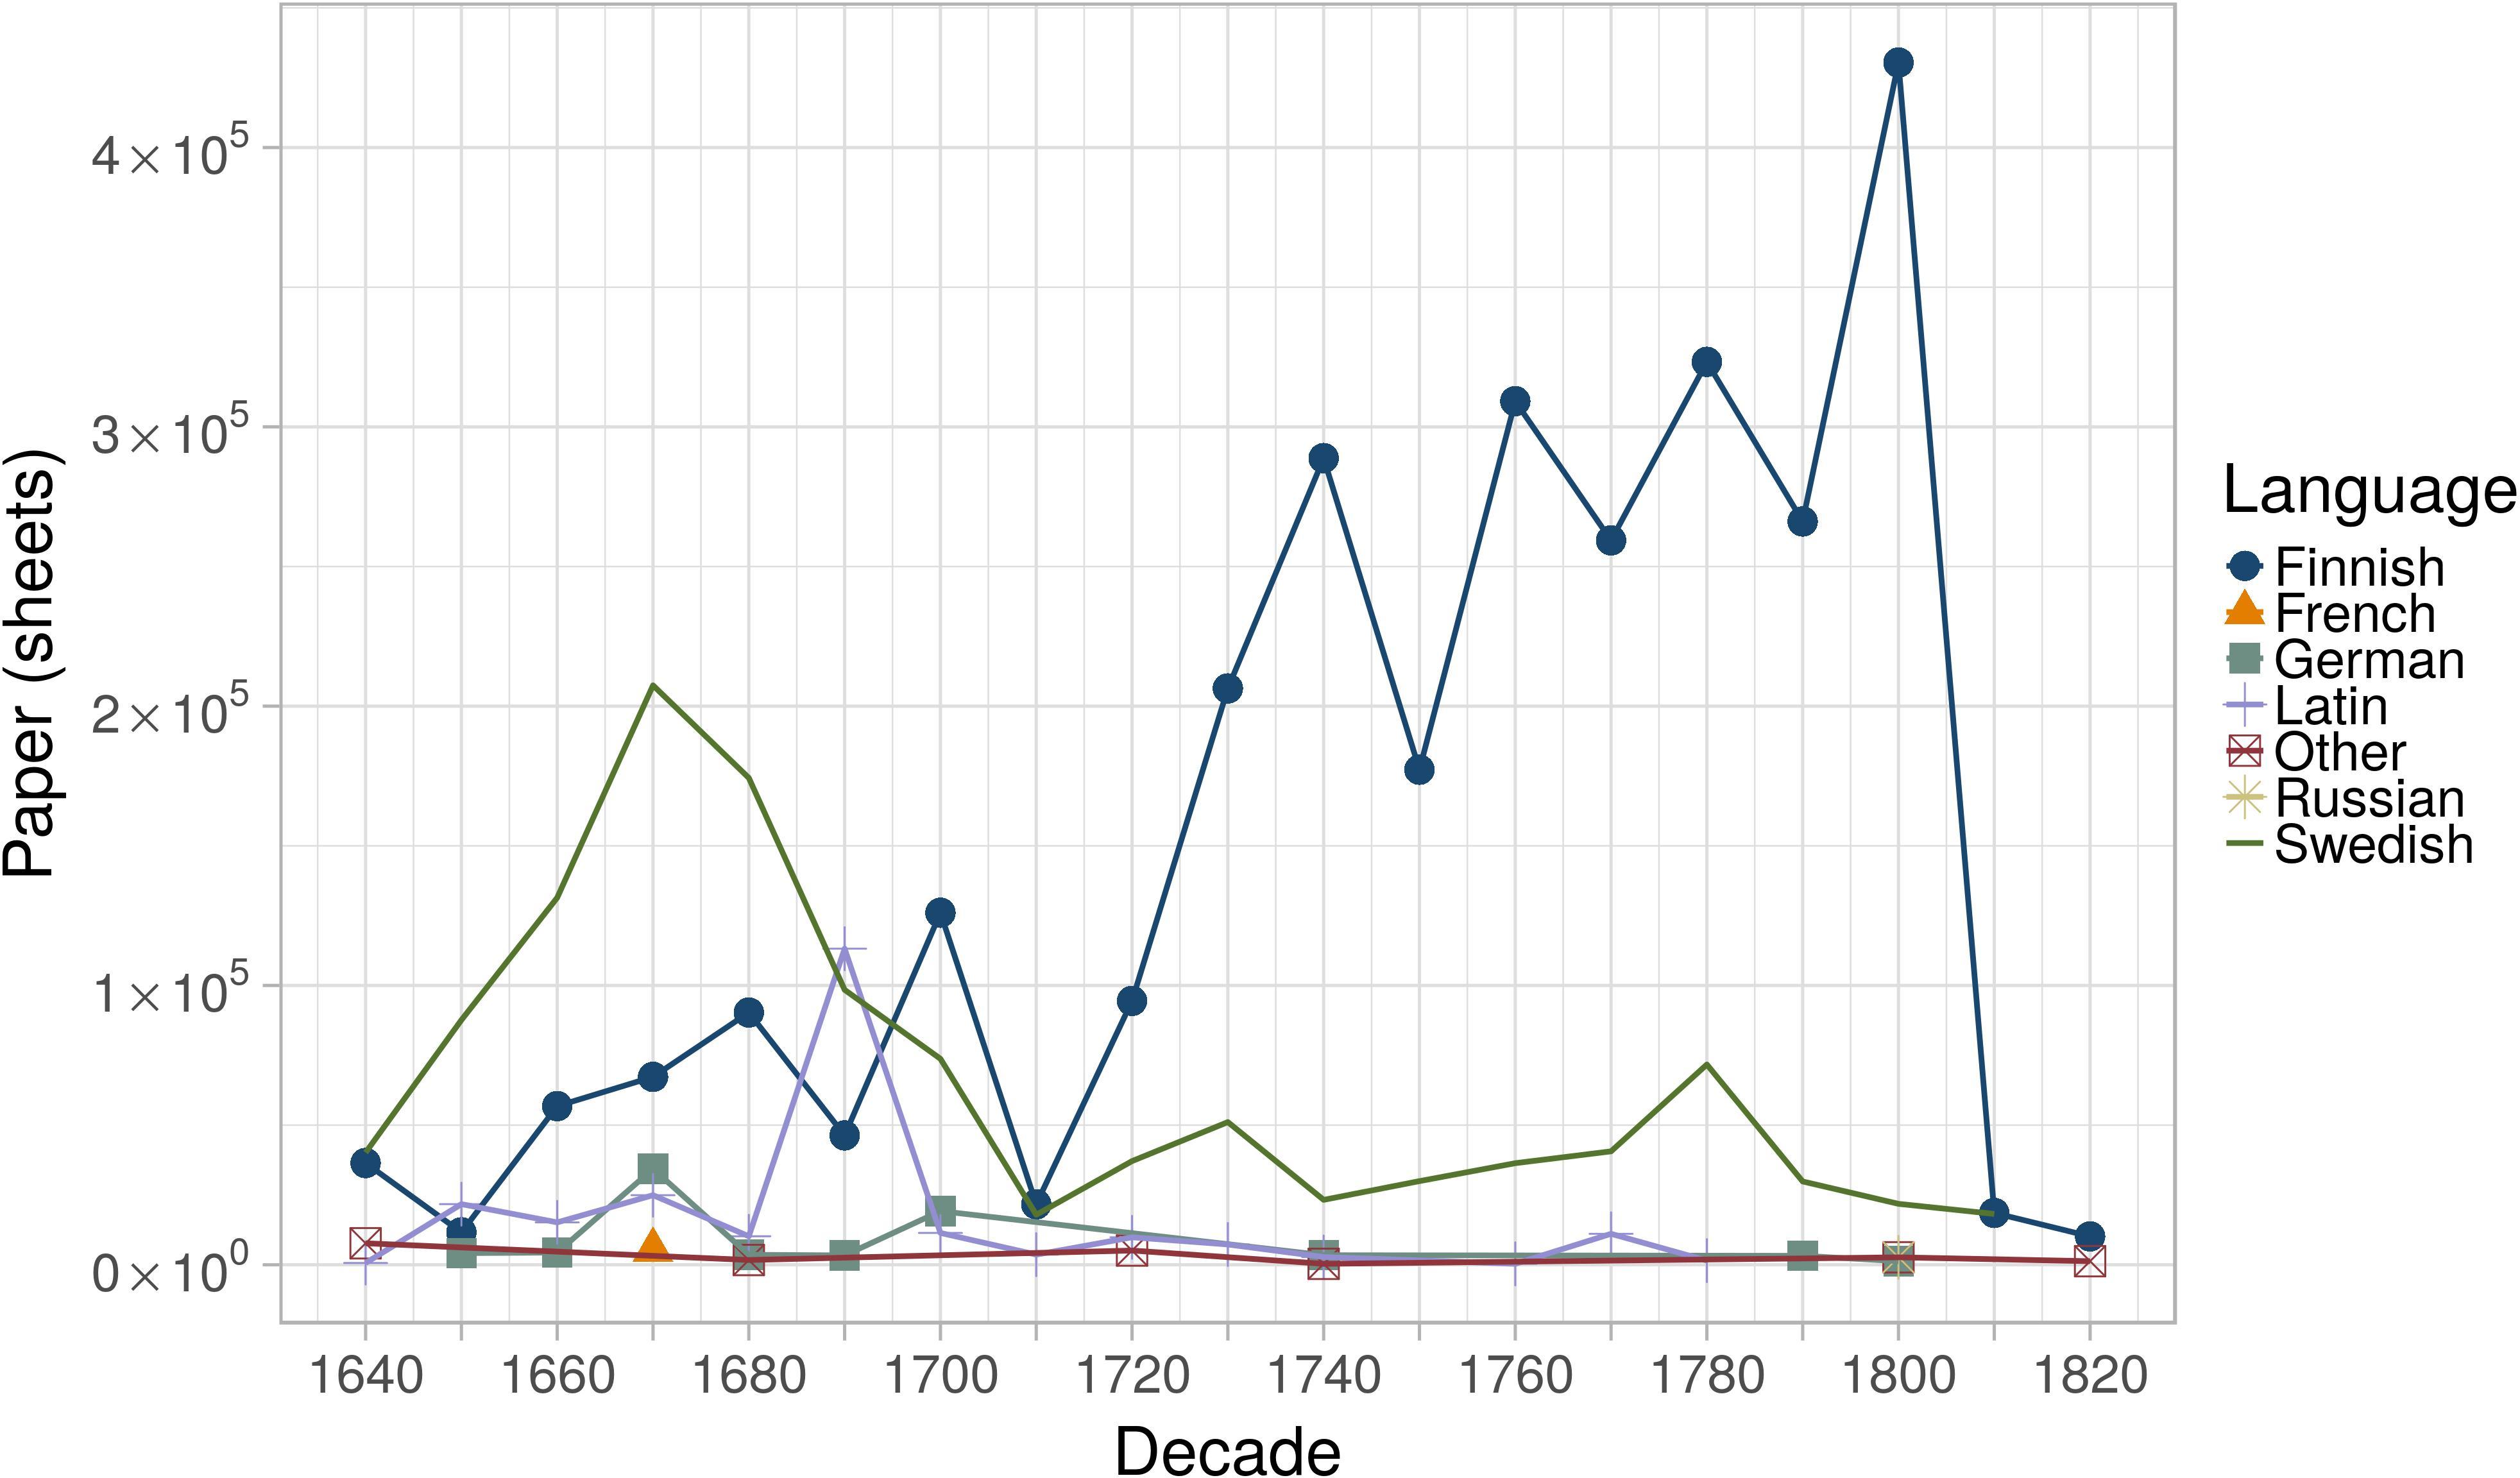 Paper (sheets)
4×10⁵
3×10⁵
2×10⁵
1×10⁵
0×10⁰
1640 1660 1680 1700 1720 1740 1760 1780 1800 1820
Decade
Language
Finnish
French
German
Latin
Other
Russian
Swedish